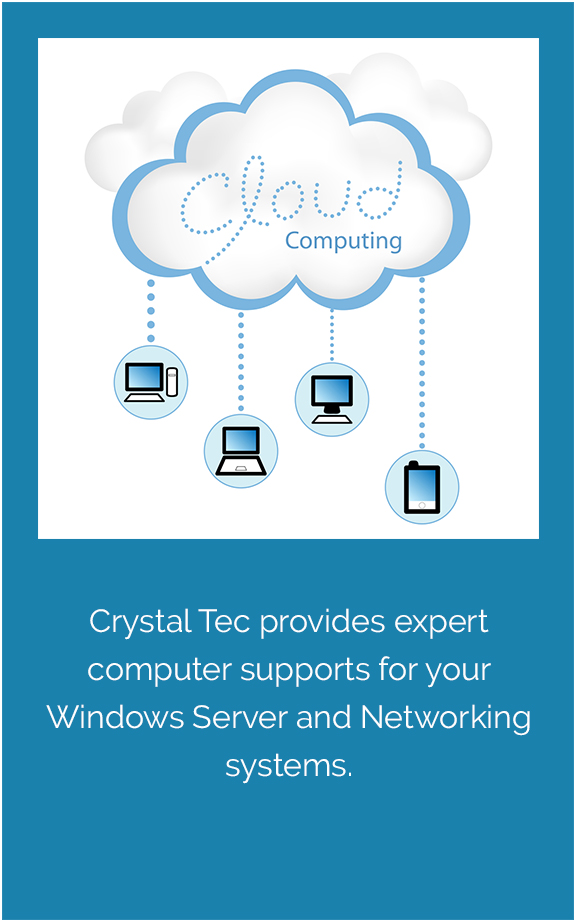 Cloud
Computing
Crystal Tec provides expert
computer supports for your
Windows Server and Networking
systems.